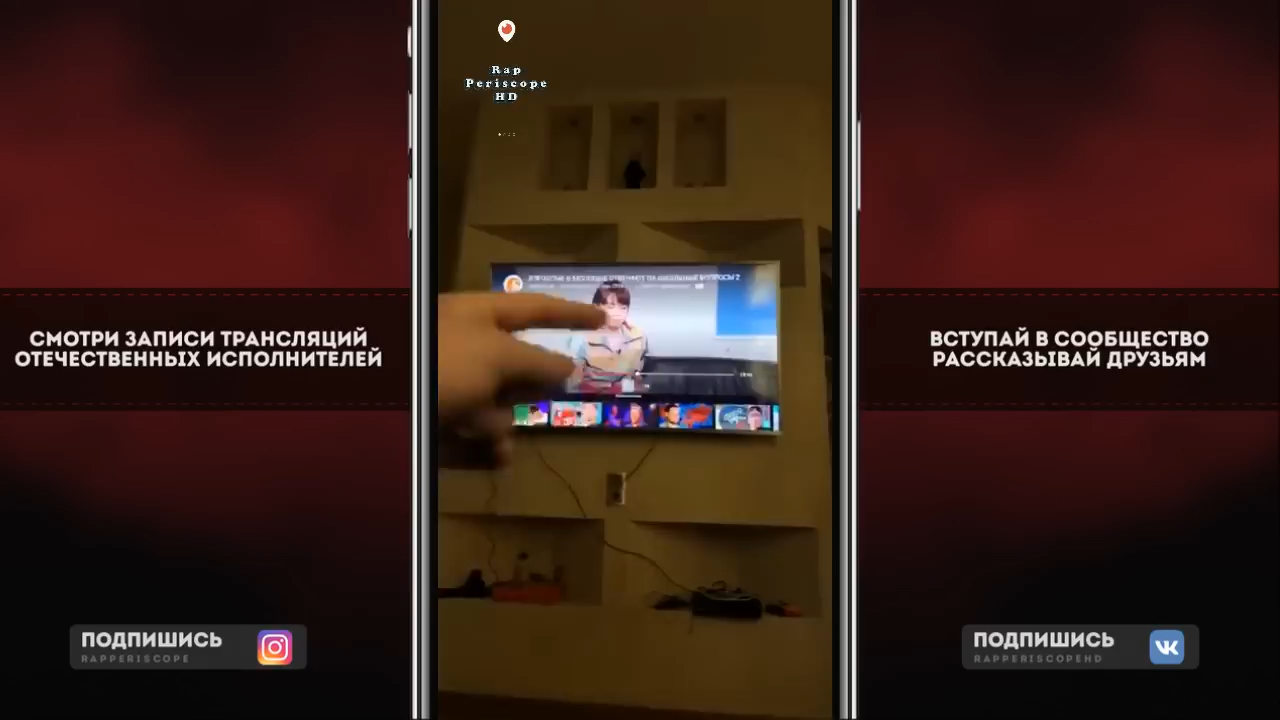 Rap
Periscope
HD
СМОТРИ ЗАПИСИ ТРАНСЛЯЦИЙ
ОТЕЧЕСТВЕННЫХ ИСПОЛНИТЕЛЕЙ
ВСТУПАЙ В СООБЩЕСТВО
РАССКАЗЫВАЙ ДРУЗЬЯМ
ПОДПИШИСЬ
RAPPERISCOPE
ПОДПИШИСЬ
RAPPERISCOPEHD